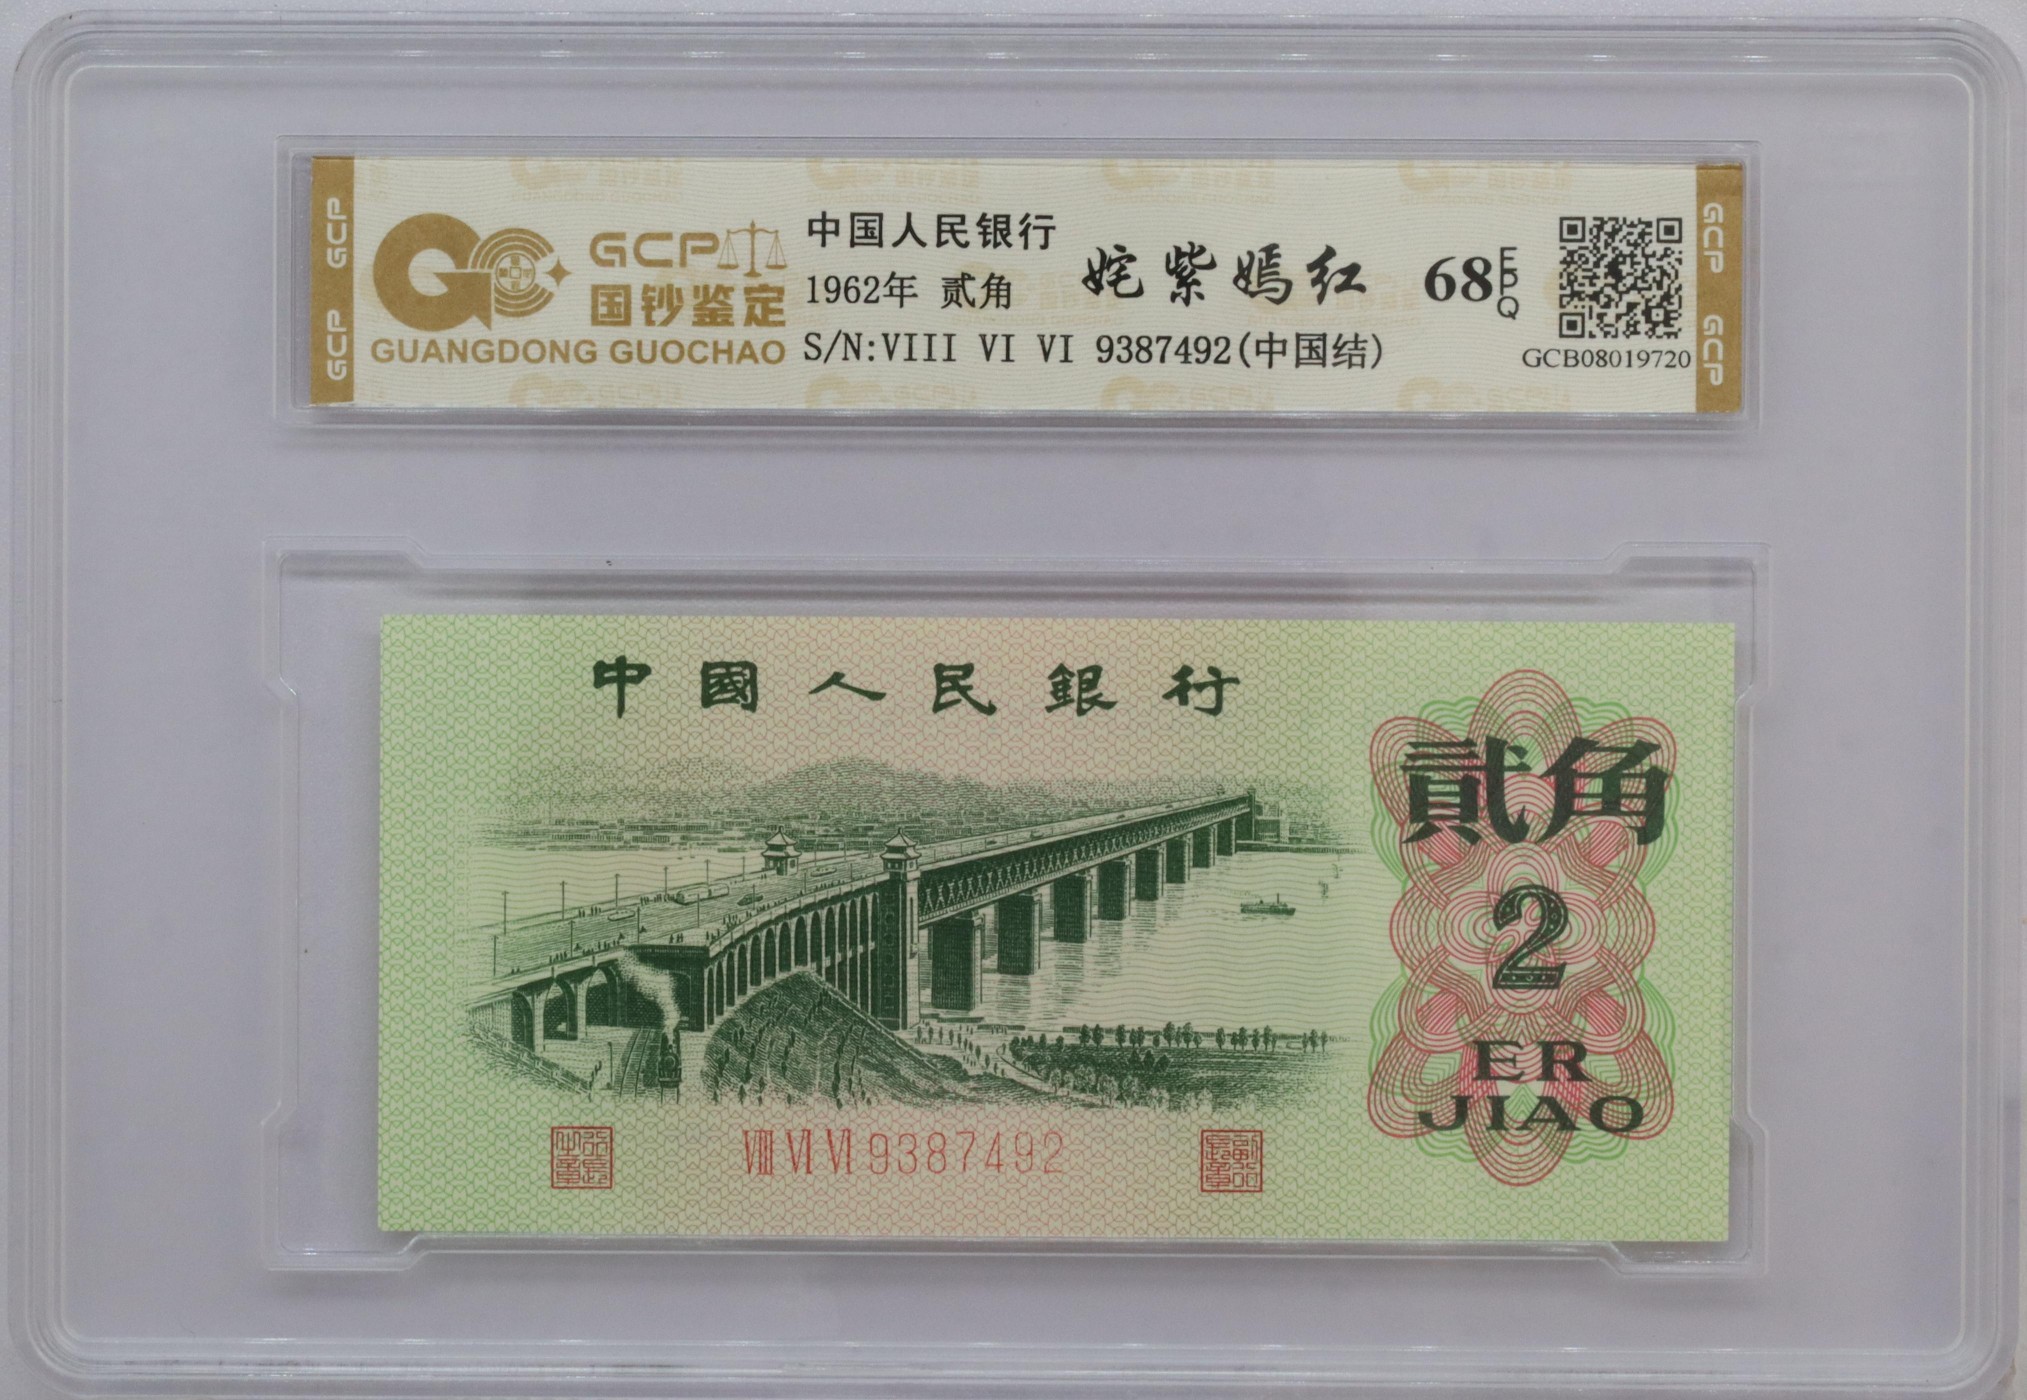 GCP
GCP
GCP
国钞鉴定
GUANGDONG GUOCHAO
中国人民银行
1962年 贰角
S/N:VIII VI VI 9387492(中国结)
姹紫嫣红
68 EPQ
GCB08019720
GCP
GCP
中國人民銀行
貳角
2
ER
JIAO
VIII VI VI 9387492